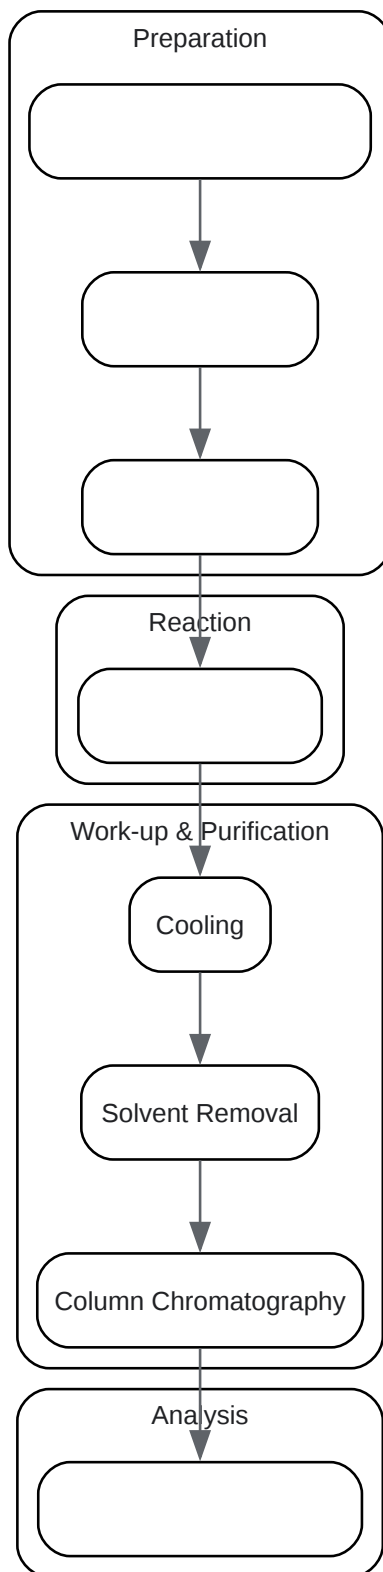 Preparation
Reaction
Work-up & Purification
Cooling
Solvent Removal
Column Chromatography
Analysis